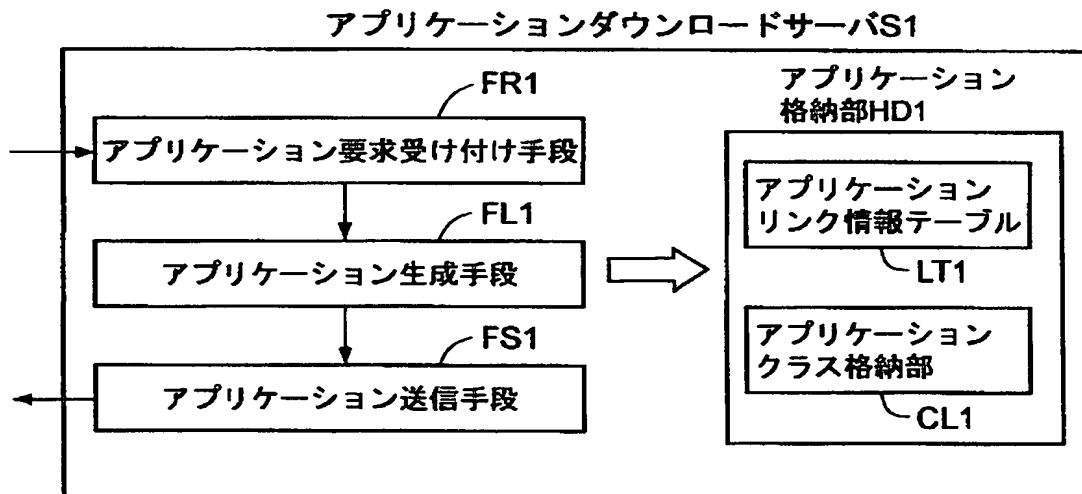 アプリケーションダウンロードサーバS1
FR1
アプリケーション要求受け付け手段
FL1
アプリケーション生成手段
FS1
アプリケーション送信手段
アプリケーション
格納部HD1
アプリケーション
リンク情報テーブル
LT1
アプリケーション
クラス格納部
CL1